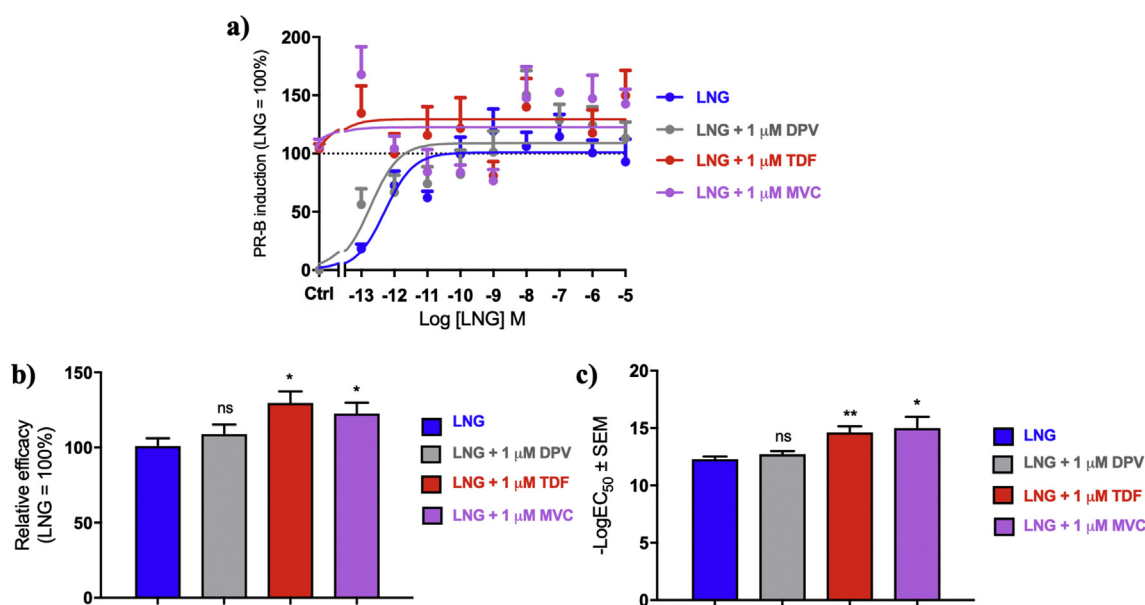 a)
PR-B induction (LNG = 100%)
200
150
100
50
0
Ctrl -13 -12 -11 -10 -9 -8 -7 -6 -5
Log [LNG] M
LNG
LNG + 1 μM DPV
LNG + 1 μM TDF
LNG + 1 μM MVC
b)
Relative efficacy
(LNG = 100%)
150
100
50
0
ns
*
*
LNG
LNG + 1 μM DPV
LNG + 1 μM TDF
LNG + 1 μM MVC
c)
-LogEC50 ± SEM
20
15
10
5
0
ns
**
*
LNG
LNG + 1 μM DPV
LNG + 1 μM TDF
LNG + 1 μM MVC